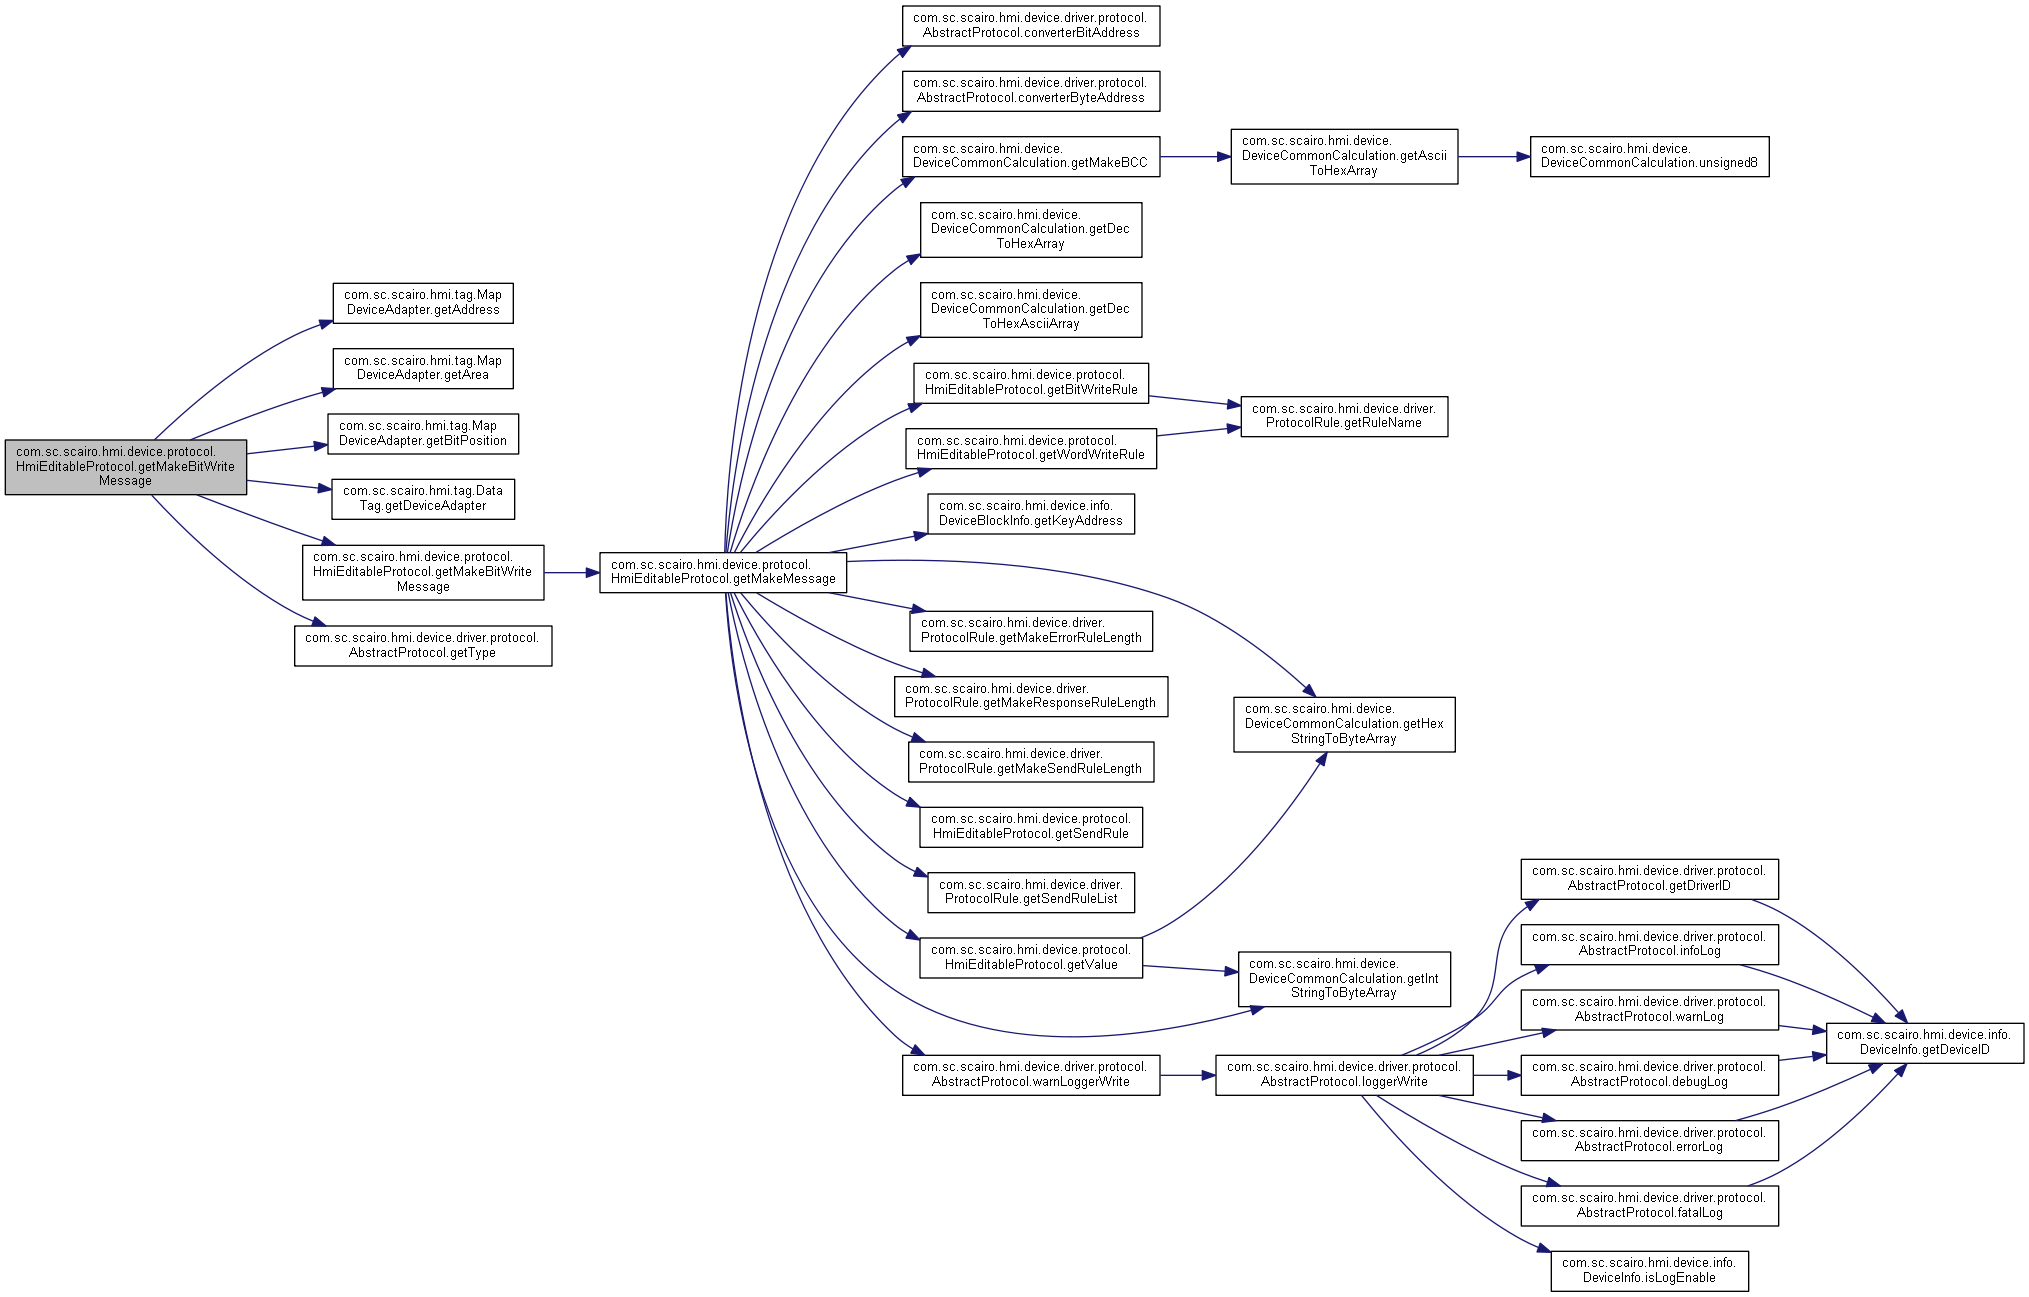 com.sc.scairo.hmi.device.protocol.
HmiEditableProtocol.getMakeBitWrite
Message
com.sc.scairo.hmi.tag.Map
DeviceAdapter.getAddress
com.sc.scairo.hmi.tag.Map
DeviceAdapter.getArea
com.sc.scairo.hmi.tag.Map
DeviceAdapter.getBitPosition
com.sc.scairo.hmi.tag.Data
Tag.getDeviceAdapter
com.sc.scairo.hmi.device.protocol.
HmiEditableProtocol.getMakeBitWrite
Message
com.sc.scairo.hmi.device.driver.protocol.
AbstractProtocol.getType
com.sc.scairo.hmi.device.protocol.
HmiEditableProtocol.getMakeMessage
com.sc.scairo.hmi.device.driver.protocol.
AbstractProtocol.converterBitAddress
com.sc.scairo.hmi.device.driver.protocol.
AbstractProtocol.converterByteAddress
com.sc.scairo.hmi.device.
DeviceCommonCalculation.getMakeBCC
com.sc.scairo.hmi.device.
DeviceCommonCalculation.getDec
ToHexArray
com.sc.scairo.hmi.device.
DeviceCommonCalculation.getDec
ToHexAsciiArray
com.sc.scairo.hmi.device.protocol.
HmiEditableProtocol.getBitWriteRule
com.sc.scairo.hmi.device.protocol.
HmiEditableProtocol.getWordWriteRule
com.sc.scairo.hmi.device.info.
DeviceBlockInfo.getKeyAddress
com.sc.scairo.hmi.device.driver.
ProtocolRule.getMakeErrorRuleLength
com.sc.scairo.hmi.device.driver.
ProtocolRule.getMakeResponseRuleLength
com.sc.scairo.hmi.device.driver.
ProtocolRule.getMakeSendRuleLength
com.sc.scairo.hmi.device.protocol.
HmiEditableProtocol.getSendRule
com.sc.scairo.hmi.device.driver.
ProtocolRule.getSendRuleList
com.sc.scairo.hmi.device.protocol.
HmiEditableProtocol.getValue
com.sc.scairo.hmi.device.driver.protocol.
AbstractProtocol.warnLoggerWrite
com.sc.scairo.hmi.device.
DeviceCommonCalculation.getAscii
ToHexArray
com.sc.scairo.hmi.device.driver.
ProtocolRule.getRuleName
com.sc.scairo.hmi.device.
DeviceCommonCalculation.getHex
StringToByteArray
com.sc.scairo.hmi.device.
DeviceCommonCalculation.getInt
StringToByteArray
com.sc.scairo.hmi.device.driver.protocol.
AbstractProtocol.loggerWrite
com.sc.scairo.hmi.device.
DeviceCommonCalculation.unsigned8
com.sc.scairo.hmi.device.driver.protocol.
AbstractProtocol.getDriverID
com.sc.scairo.hmi.device.driver.protocol.
AbstractProtocol.infoLog
com.sc.scairo.hmi.device.driver.protocol.
AbstractProtocol.warnLog
com.sc.scairo.hmi.device.driver.protocol.
AbstractProtocol.debugLog
com.sc.scairo.hmi.device.driver.protocol.
AbstractProtocol.errorLog
com.sc.scairo.hmi.device.driver.protocol.
AbstractProtocol.fatalLog
com.sc.scairo.hmi.device.info.
DeviceInfo.isLogEnable
com.sc.scairo.hmi.device.info.
DeviceInfo.getDeviceID